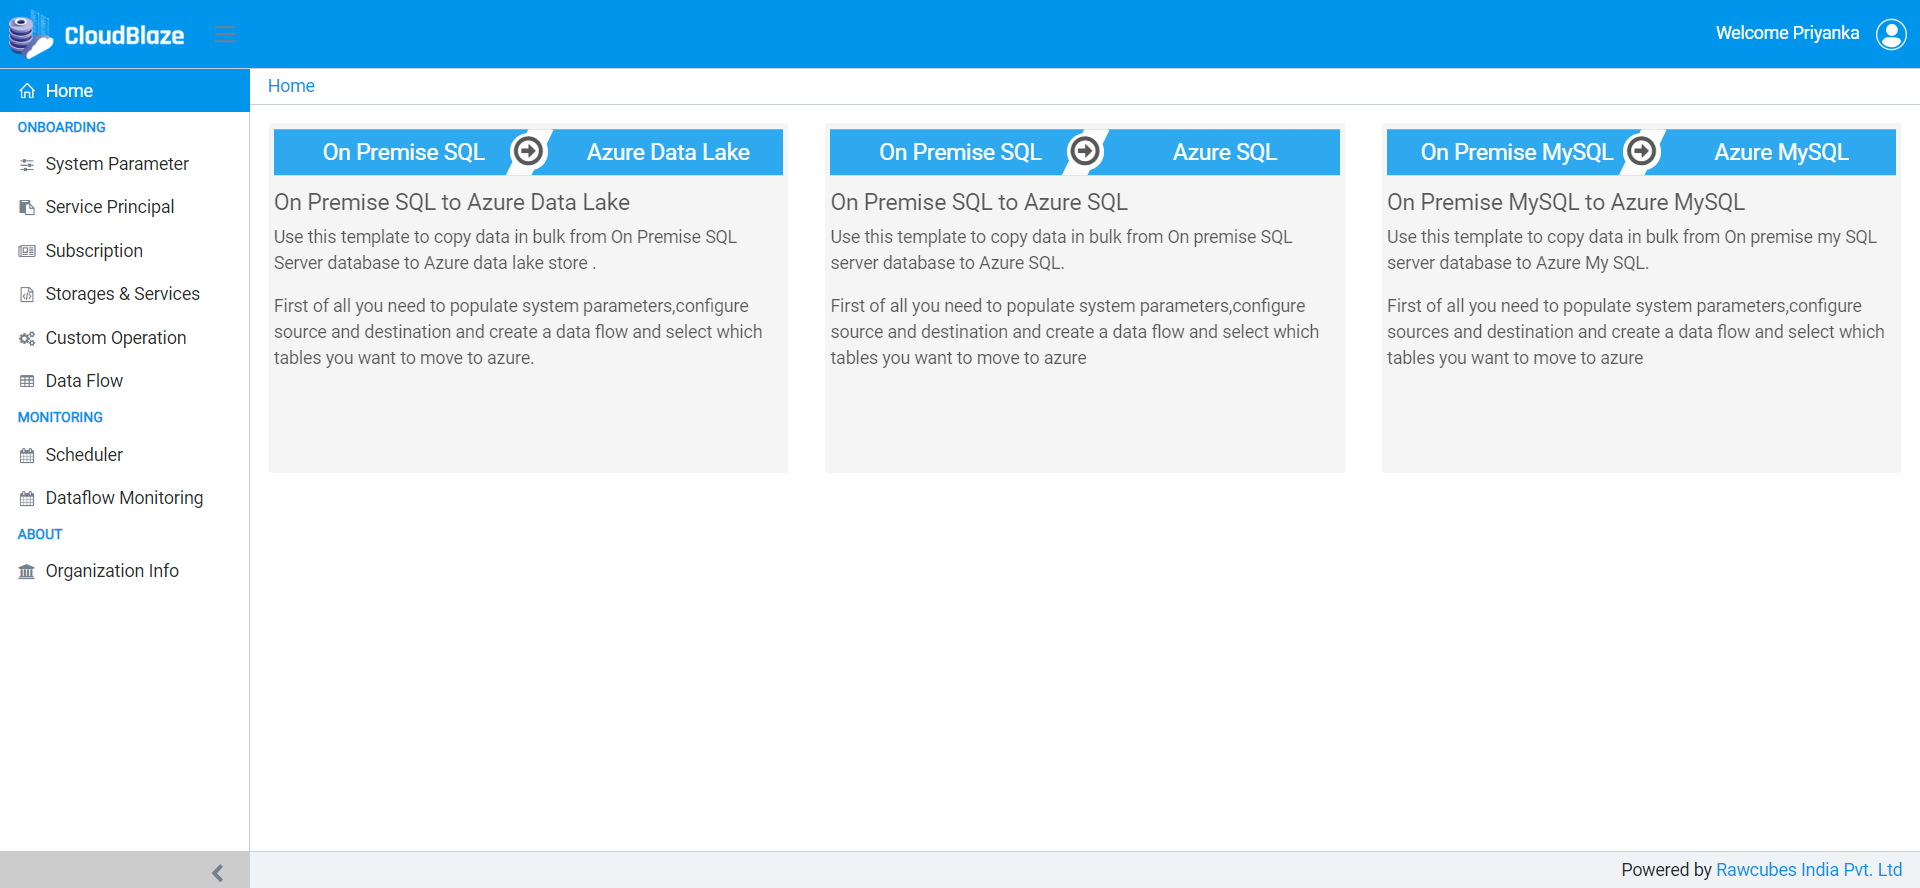 CloudBlaze
Welcome Priyanka
Home
ONBOARDING
System Parameter
Service Principal
Subscription
Storages & Services
Custom Operation
Data Flow
MONITORING
Scheduler
Dataflow Monitoring
ABOUT
Organization Info
Home
On Premise SQL Azure Data Lake
On Premise SQL to Azure Data Lake
Use this template to copy data in bulk from On Premise SQL
Server database to Azure data lake store .
First of all you need to populate system parameters,configure
source and destination and create a data flow and select which
tables you want to move to azure.
On Premise SQL Azure SQL
On Premise SQL to Azure SQL
Use this template to copy data in bulk from On premise SQL
server database to Azure SQL.
First of all you need to populate system parameters,configure
source and destination and create a data flow and select which
tables you want to move to azure
On Premise MySQL Azure MySQL
On Premise MySQL to Azure MySQL
Use this template to copy data in bulk from On premise my SQL
server database to Azure My SQL.
First of all you need to populate system parameters,configure
sources and destination and create a data flow and select which
tables you want to move to azure
Powered by Rawcubes India Pvt. Ltd